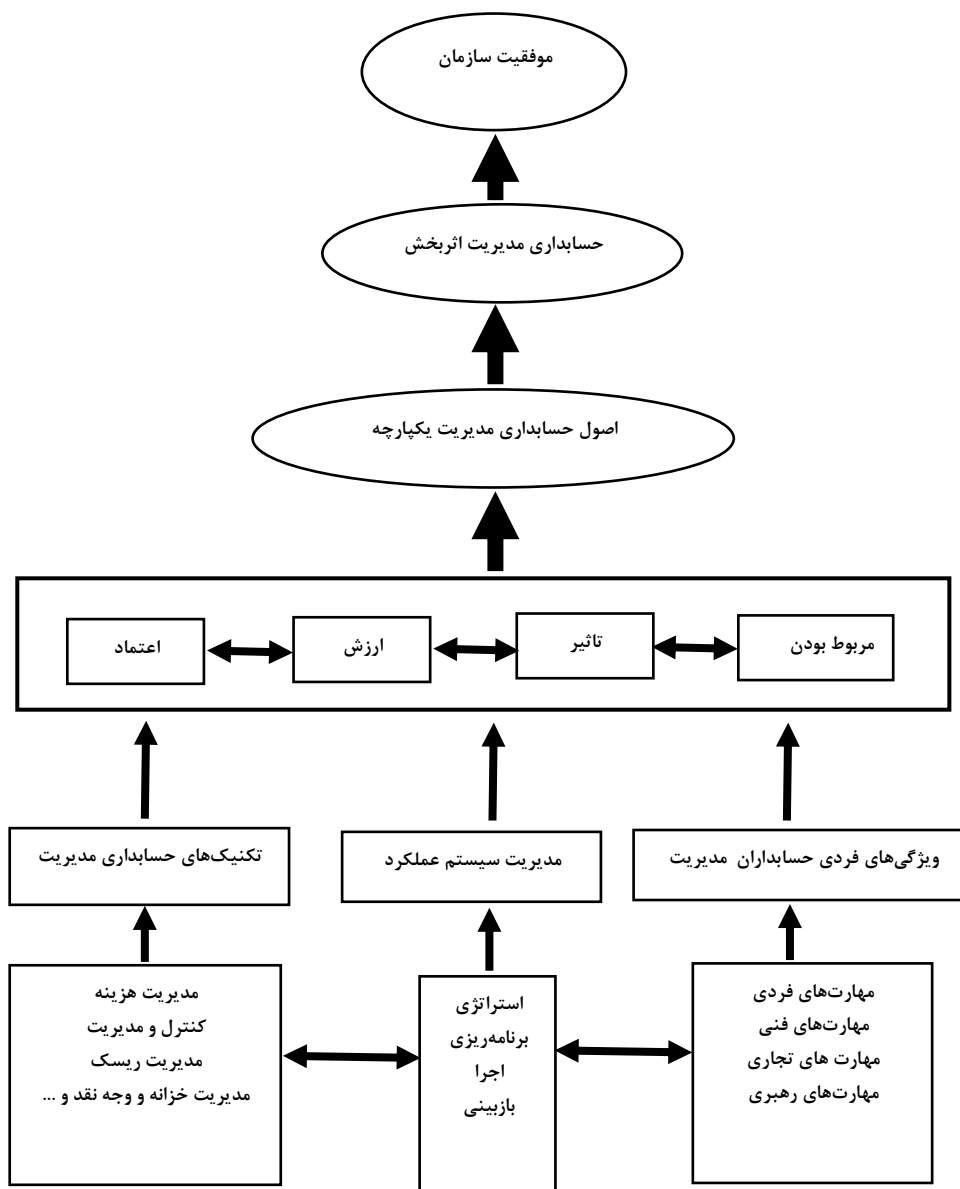 موفقیت سازمان
حسابداری مدیریت اثربخش
اصول حسابداری مدیریت یکپارچه
مربوط بودن
تاثیر
ارزش
اعتماد
ویژگی‌های فردی حسابداران مدیریت
مدیریت سیستم عملکرد
تکنیک‌های حسابداری مدیریت
مهارت‌های فردی
مهارت‌های فنی
مهارت های تجاری
مهارت‌های رهبری
استراتژی
برنامه‌ریزی
اجرا
بازبینی
مدیریت هزینه
کنترل و مدیریت
مدیریت ریسک
مدیریت خزانه و وجه نقد و ...